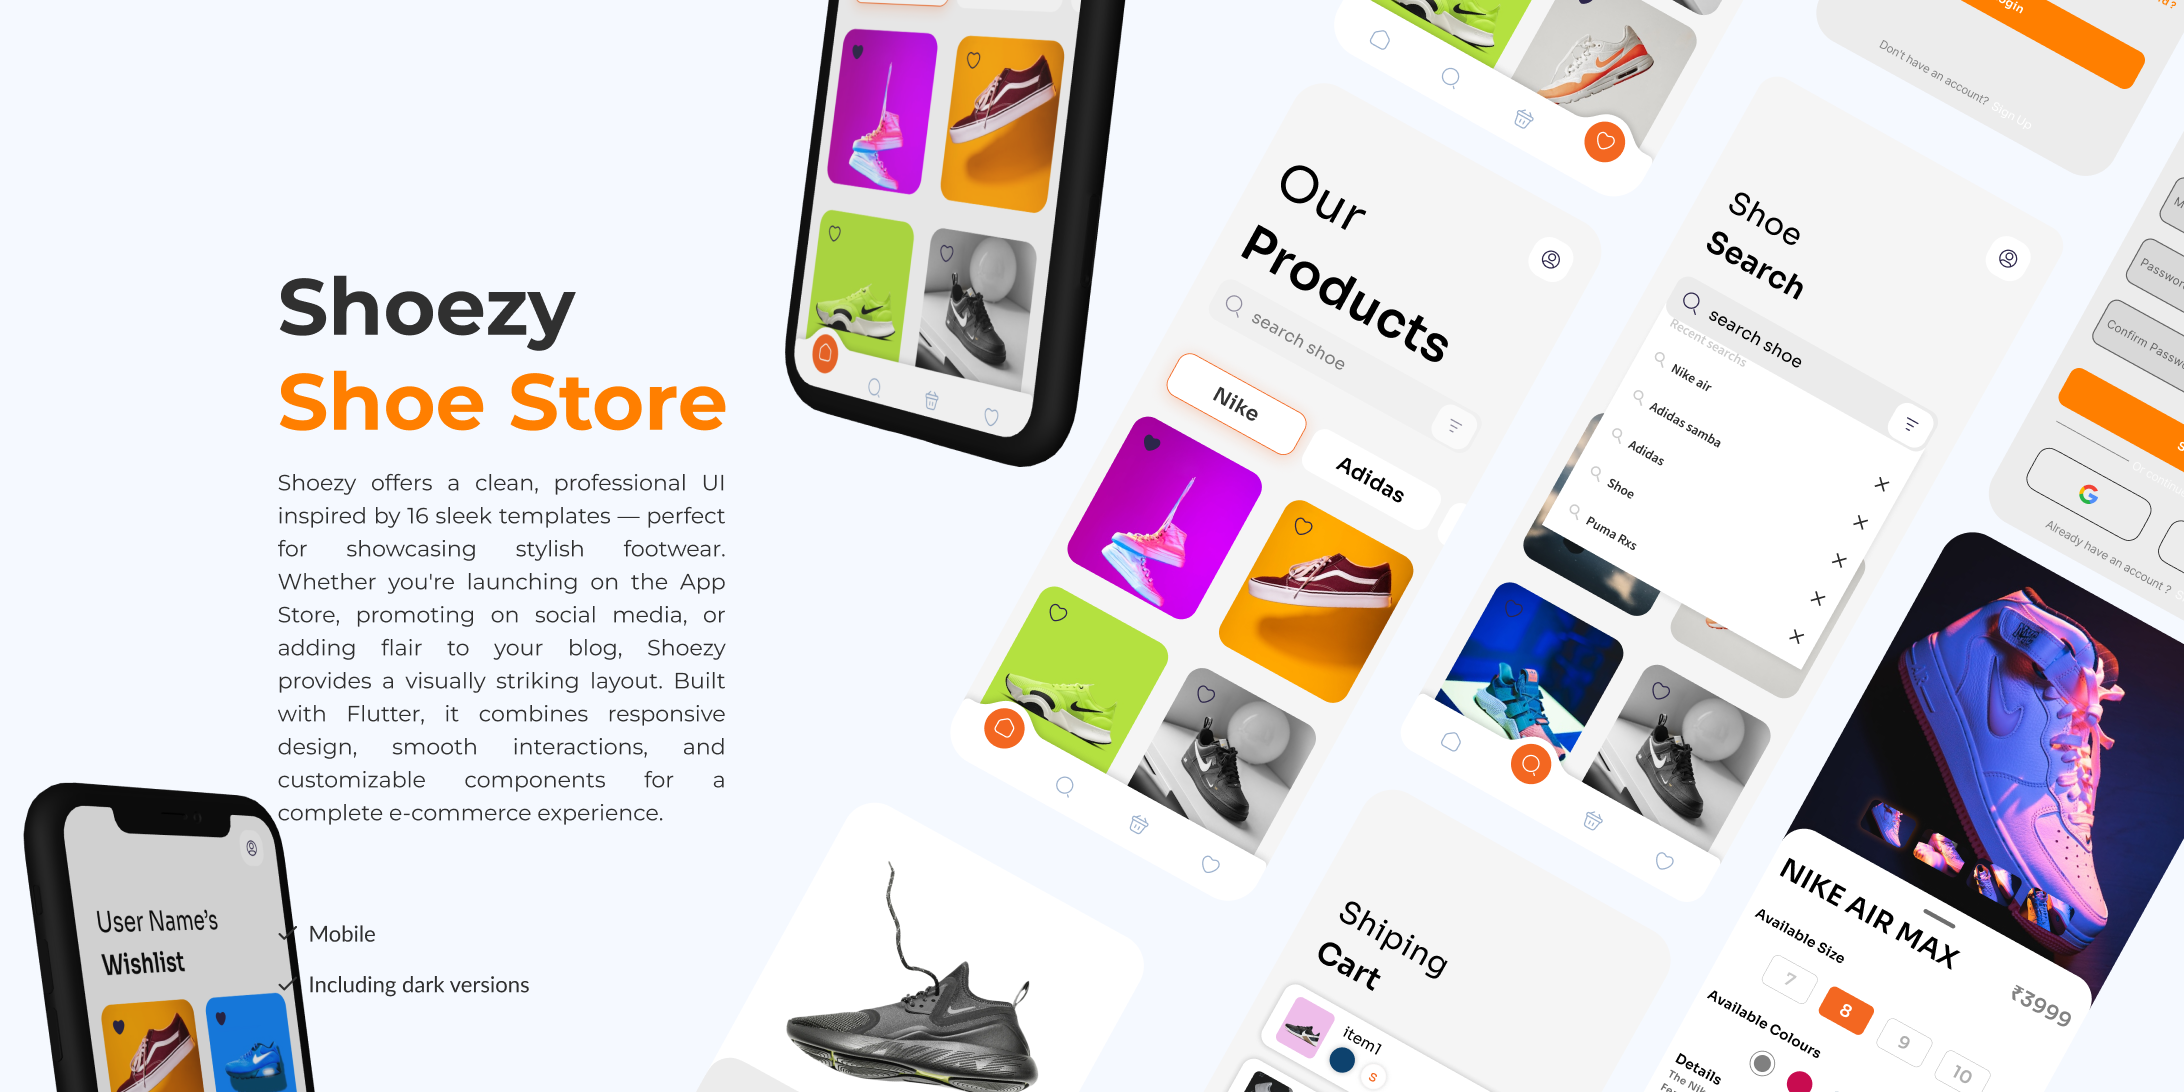 Shoezy
Shoe Store
Shoezy offers a clean, professional UI
inspired by 16 sleek templates — perfect
for showcasing stylish footwear.
Whether you're launching on the App
Store, promoting on social media, or
adding flair to your blog, Shoezy
provides a visually striking layout. Built
with Flutter, it combines responsive
design, smooth interactions, and
customizable components for a
complete e-commerce experience.
Mobile
Including dark versions
User Name's
Wishlist
Our
Products
search shoe
Nike
Adidas
Shoe
Search
search shoe
Recent searchs
Nike air
Adidas samba
Adidas
Shoe
Puma Rxs
Don't have an account? Sign Up
Confirm Passw
Already have an account ?
Shiping
Cart
item1
S
NIKE AIR MAX
₹3999
Available Size
7
8
9
10
Available Colours
Details
The Nik